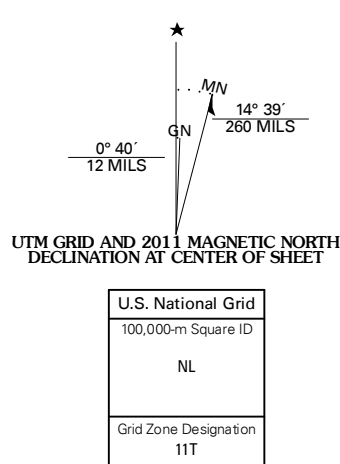 MN
14° 39´
260 MILS
GN
0° 40´
12 MILS
UTM GRID AND 2011 MAGNETIC NORTH
DECLINATION AT CENTER OF SHEET
U.S. National Grid
100,000-m Square ID
NL
Grid Zone Designation
11T